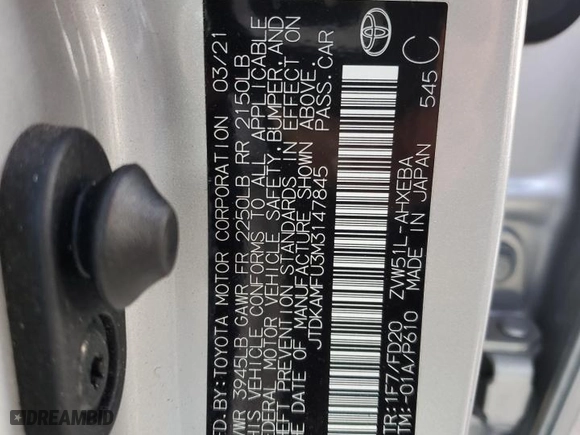 MFD.BY:TOYOTA MOTOR CORPORATION 03/21
GVWR 3945LB GAWR FR 2250LB RR 2150LB
THIS VEHICLE CONFORMS TO ALL APPLICABLE
FEDERAL MOTOR VEHICLE SAFETY, BUMPER, AND
THEFT PREVENTION STANDARDS IN EFFECT ON
THE DATE OF MANUFACTURE SHOWN ABOVE.
JTDKAMFU3M3147845 PASS.CAR
C/TR:1F7/FD20 ZVW51L-AHXEBA 545 C
A/TM:-01A/P610 MADE IN JAPAN
DREAMBID